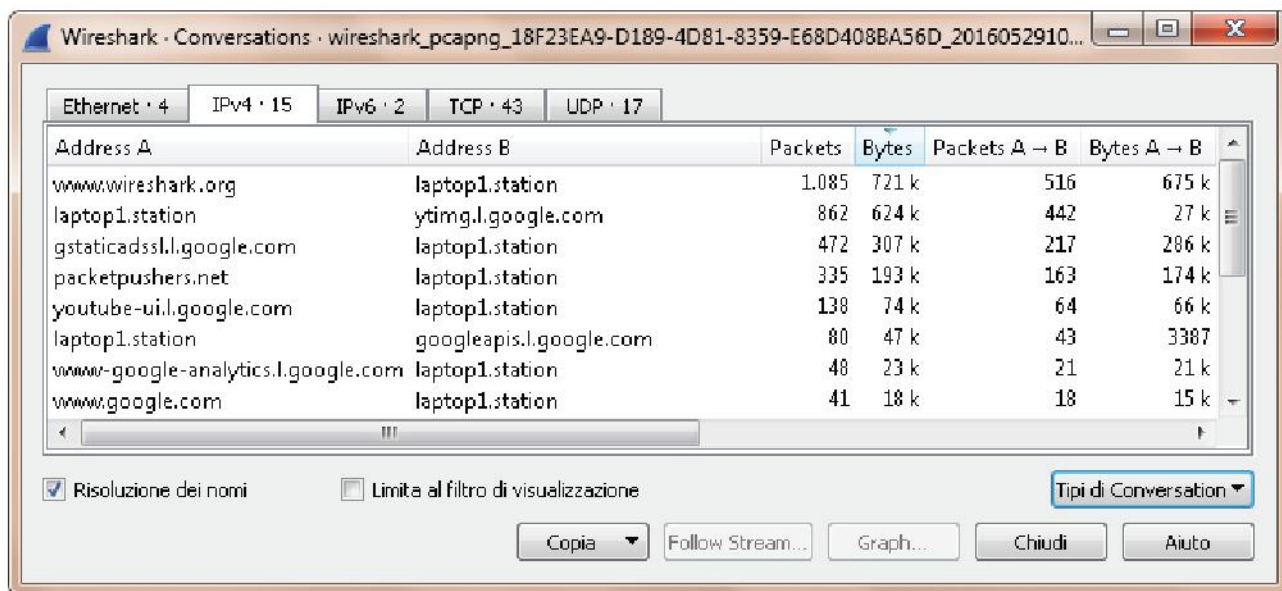 Wireshark · Conversations · wireshark_pcapng_18F23EA9-D189-4D81-8359-E68D408BA56D_2016052910...
Ethernet · 4 IPv4 · 15 IPv6 · 2 TCP · 43 UDP · 17
Address A Address B Packets Bytes Packets A → B Bytes A → B
www.wireshark.org laptop1.station 1.085 721 k 516 675 k
laptop1.station ytimg.l.google.com 862 624 k 442 27 k
gstaticadssl.l.google.com laptop1.station 472 307 k 217 286 k
packetpushers.net laptop1.station 335 193 k 163 174 k
youtube-ui.l.google.com laptop1.station 138 74 k 64 66 k
laptop1.station googleapis.l.google.com 80 47 k 43 3387
www-google-analytics.l.google.com laptop1.station 48 23 k 21 21 k
www.google.com laptop1.station 41 18 k 18 15 k
Risoluzione dei nomi Limita al filtro di visualizzazione Tipi di Conversation
Copia Follow Stream... Graph... Chiudi Aiuto